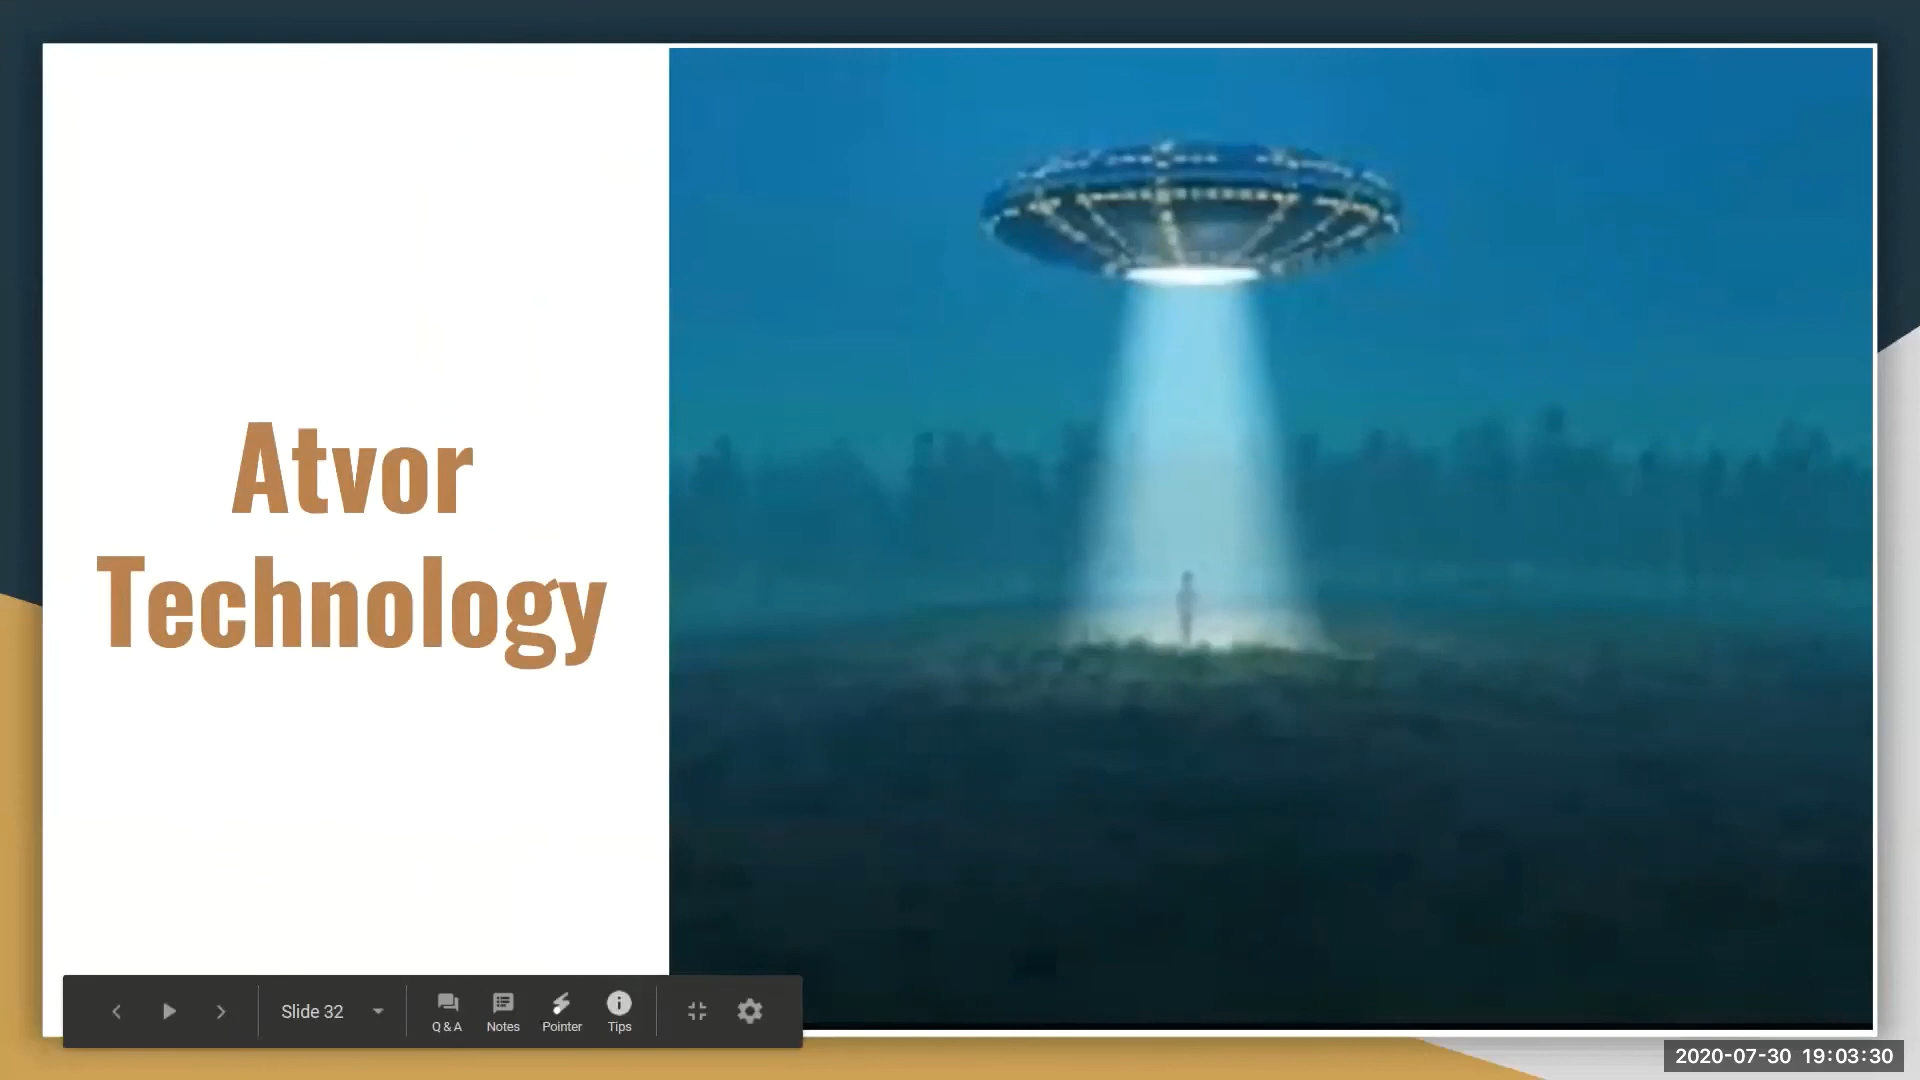 Atvor
Technology
Slide 32
Q & A
Notes
Pointer
Tips
2020-07-30 19:03:30